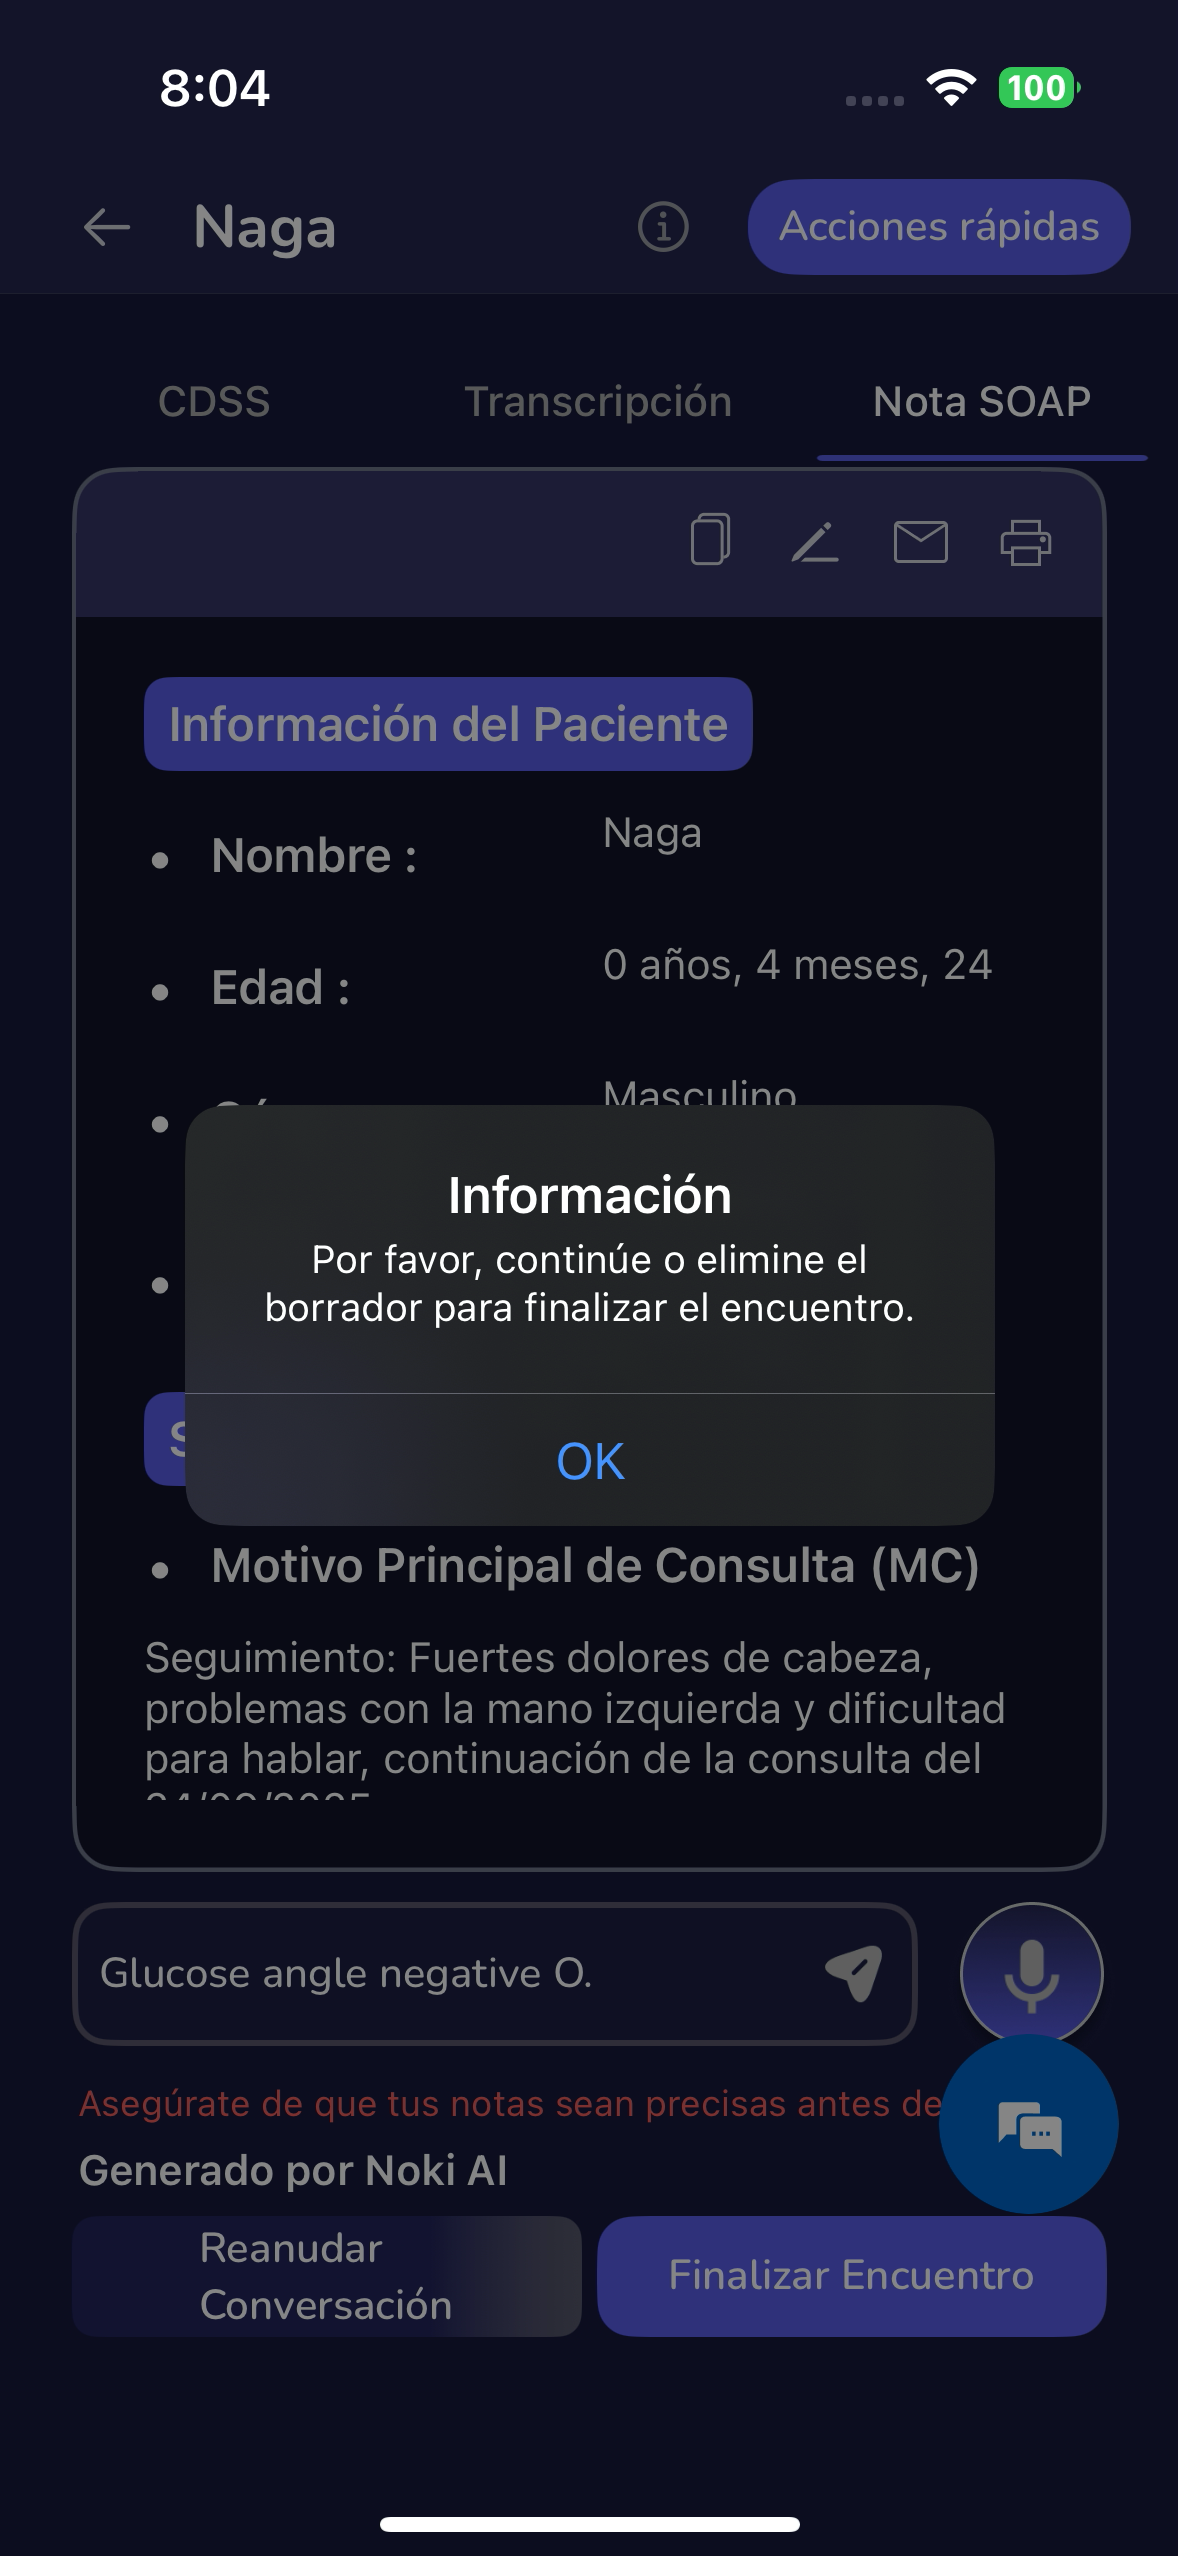 8:04
100
Naga
Acciones rápidas
CDSS
Transcripción
Nota SOAP
Información del Paciente
Nombre :
Naga
Edad :
0 años, 4 meses, 24
Masculino
Información
Por favor, continúe o elimine el
borrador para finalizar el encuentro.
OK
Motivo Principal de Consulta (MC)
Seguimiento: Fuertes dolores de cabeza,
problemas con la mano izquierda y dificultad
para hablar, continuación de la consulta del
Glucose angle negative O.
Asegúrate de que tus notas sean precisas antes de
Generado por Noki AI
Reanudar
Conversación
Finalizar Encuentro